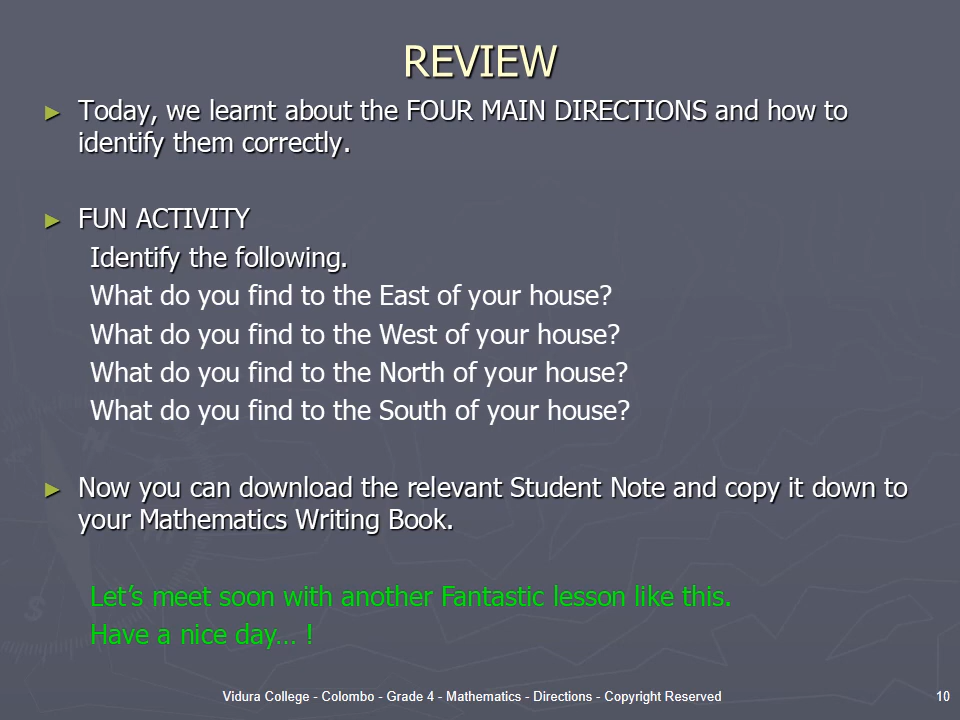 REVIEW
► Today, we learnt about the FOUR MAIN DIRECTIONS and how to
identify them correctly.
► FUN ACTIVITY
Identify the following.
What do you find to the East of your house?
What do you find to the West of your house?
What do you find to the North of your house?
What do you find to the South of your house?
► Now you can download the relevant Student Note and copy it down to
your Mathematics Writing Book.
Let’s meet soon with another Fantastic lesson like this.
Have a nice day… !
Vidura College - Colombo - Grade 4 - Mathematics - Directions - Copyright Reserved 10